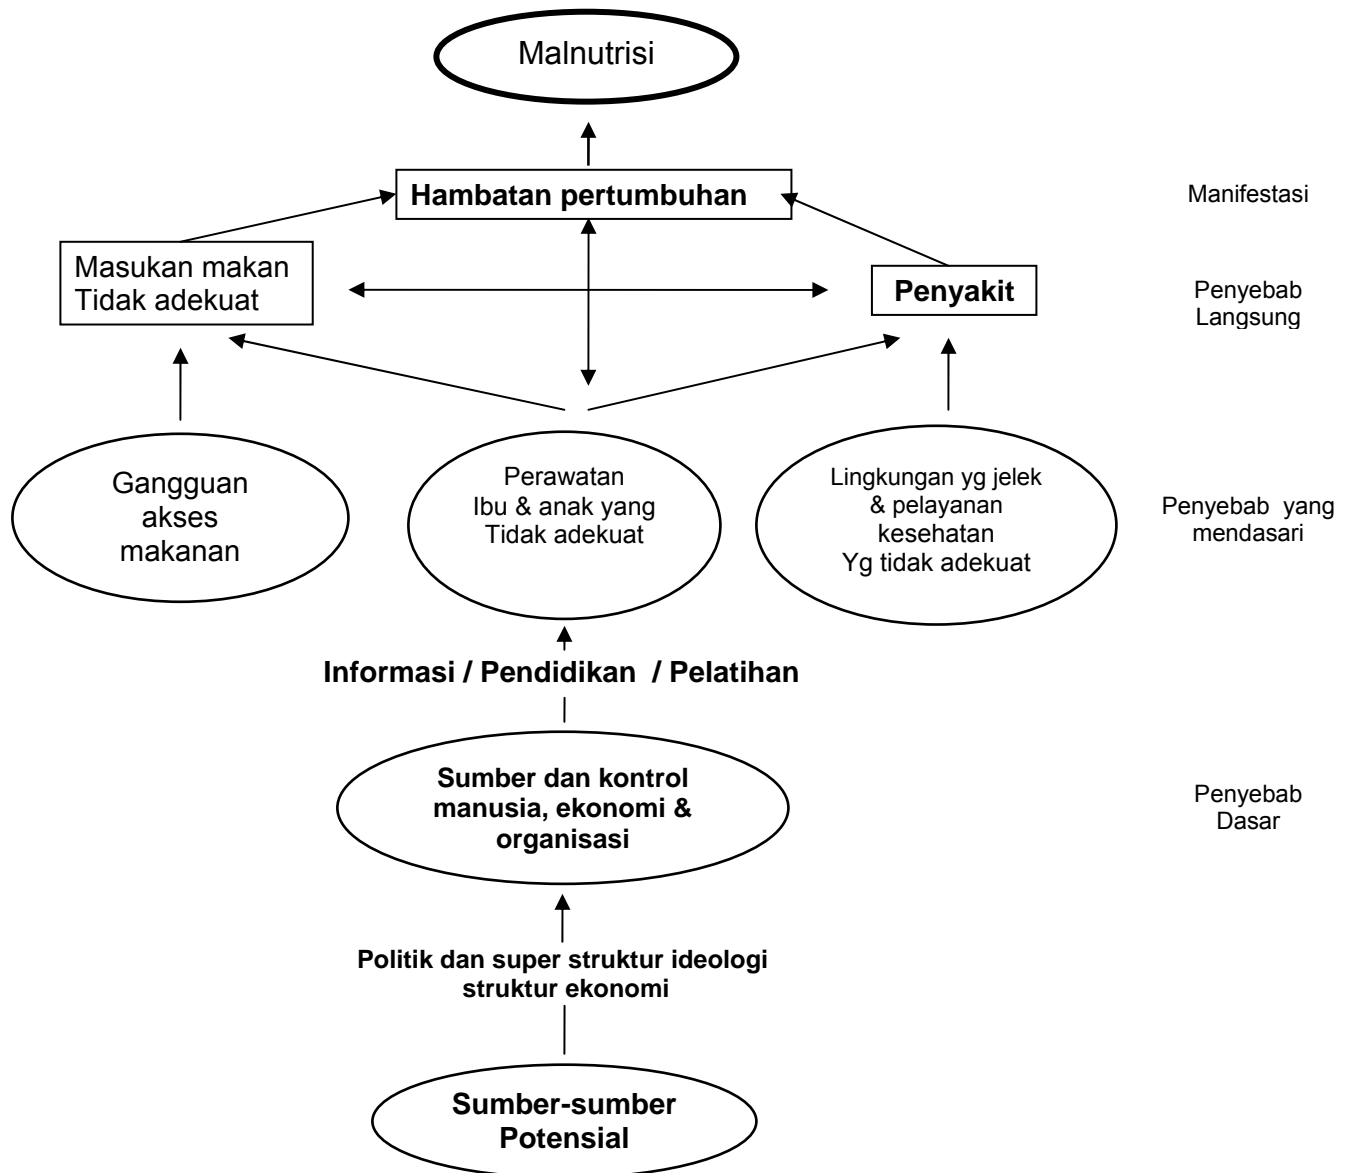 Malnutrisi
Hambatan pertumbuhan
Manifestasi
Masukan makan
Tidak adekuat
Penyakit
Penyebab
Langsung
Gangguan
akses
makanan
Perawatan
Ibu & anak yang
Tidak adekuat
Lingkungan yg jelek
& pelayanan
kesehatan
Yg tidak adekuat
Penyebab yang
mendasari
Informasi / Pendidikan / Pelatihan
Sumber dan kontrol
manusia, ekonomi &
organisasi
Penyebab
Dasar
Politik dan super struktur ideologi
struktur ekonomi
Sumber-sumber
Potensial